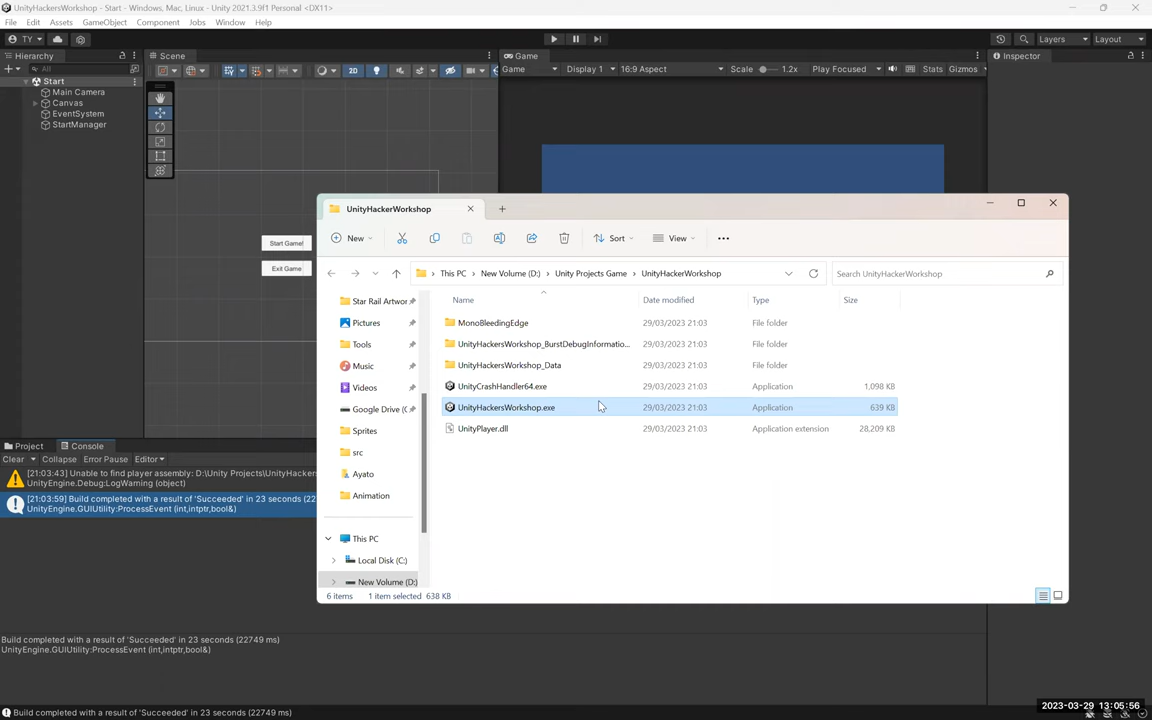 UnityHackersWorkshop - Start - Windows, Mac, Linux - Unity 2021.3.9f1 Personal <DX11>
File Edit Assets GameObject Component Jobs Window Help
TY Layers Layout
Hierarchy Scene Game Inspector
All 2D Game Display 1 16:9 Aspect Scale 1.2x Play Focused Stats Gizmos
Start
Main Camera
Canvas
EventSystem
StartManager
Start Game!
Exit Game
UnityHackerWorkshop
New Sort View
This PC New Volume (D:) Unity Projects Game UnityHackerWorkshop Search UnityHackerWorkshop
Name Date modified Type Size
Star Rail Artwor
Pictures
Tools
Music
Videos
Google Drive (
Sprites
src
Ayato
Animation
This PC
Local Disk (C:)
New Volume (D:)
MonoBleedingEdge 29/03/2023 21:03 File folder
UnityHackersWorkshop_BurstDebugInformatio... 29/03/2023 21:03 File folder
UnityHackersWorkshop_Data 29/03/2023 21:03 File folder
UnityCrashHandler64.exe 29/03/2023 21:03 Application 1,098 KB
UnityHackersWorkshop.exe 29/03/2023 21:03 Application 639 KB
UnityPlayer.dll 29/03/2023 21:03 Application extension 28,209 KB
6 items 1 item selected 638 KB
Project Console
Clear Collapse Error Pause Editor
[21:03:43] Unable to find player assembly: D:\Unity Projects\UnityHackers
UnityEngine.Debug:LogWarning (object)
[21:03:59] Build completed with a result of 'Succeeded' in 23 seconds (22
UnityEngine.GUIUtility:ProcessEvent (int,intptr,bool&)
Build completed with a result of 'Succeeded' in 23 seconds (22749 ms)
UnityEngine.GUIUtility:ProcessEvent (int,intptr,bool&)
2023-03-29 13:05:56
Build completed with a result of 'Succeeded' in 23 seconds (22749 ms)